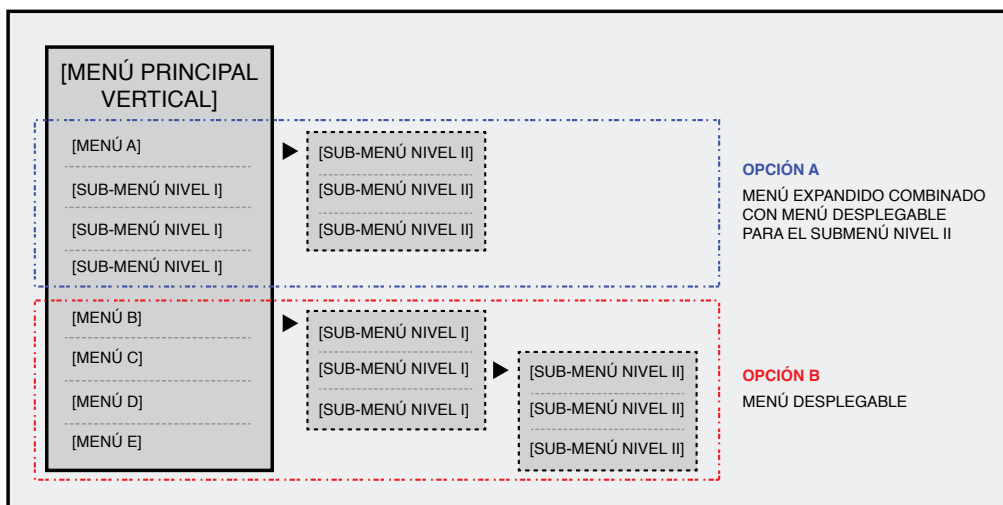 [MENÚ PRINCIPAL
VERTICAL]
[MENÚ A]
[SUB-MENÚ NIVEL I]
[SUB-MENÚ NIVEL I]
[SUB-MENÚ NIVEL I]
[SUB-MENÚ NIVEL II]
[SUB-MENÚ NIVEL II]
[SUB-MENÚ NIVEL II]
OPCIÓN A
MENÚ EXPANDIDO COMBINADO
CON MENÚ DESPLEGABLE
PARA EL SUBMENÚ NIVEL II
[MENÚ B]
[MENÚ C]
[MENÚ D]
[MENÚ E]
[SUB-MENÚ NIVEL I]
[SUB-MENÚ NIVEL I]
[SUB-MENÚ NIVEL I]
[SUB-MENÚ NIVEL II]
[SUB-MENÚ NIVEL II]
[SUB-MENÚ NIVEL II]
OPCIÓN B
MENÚ DESPLEGABLE